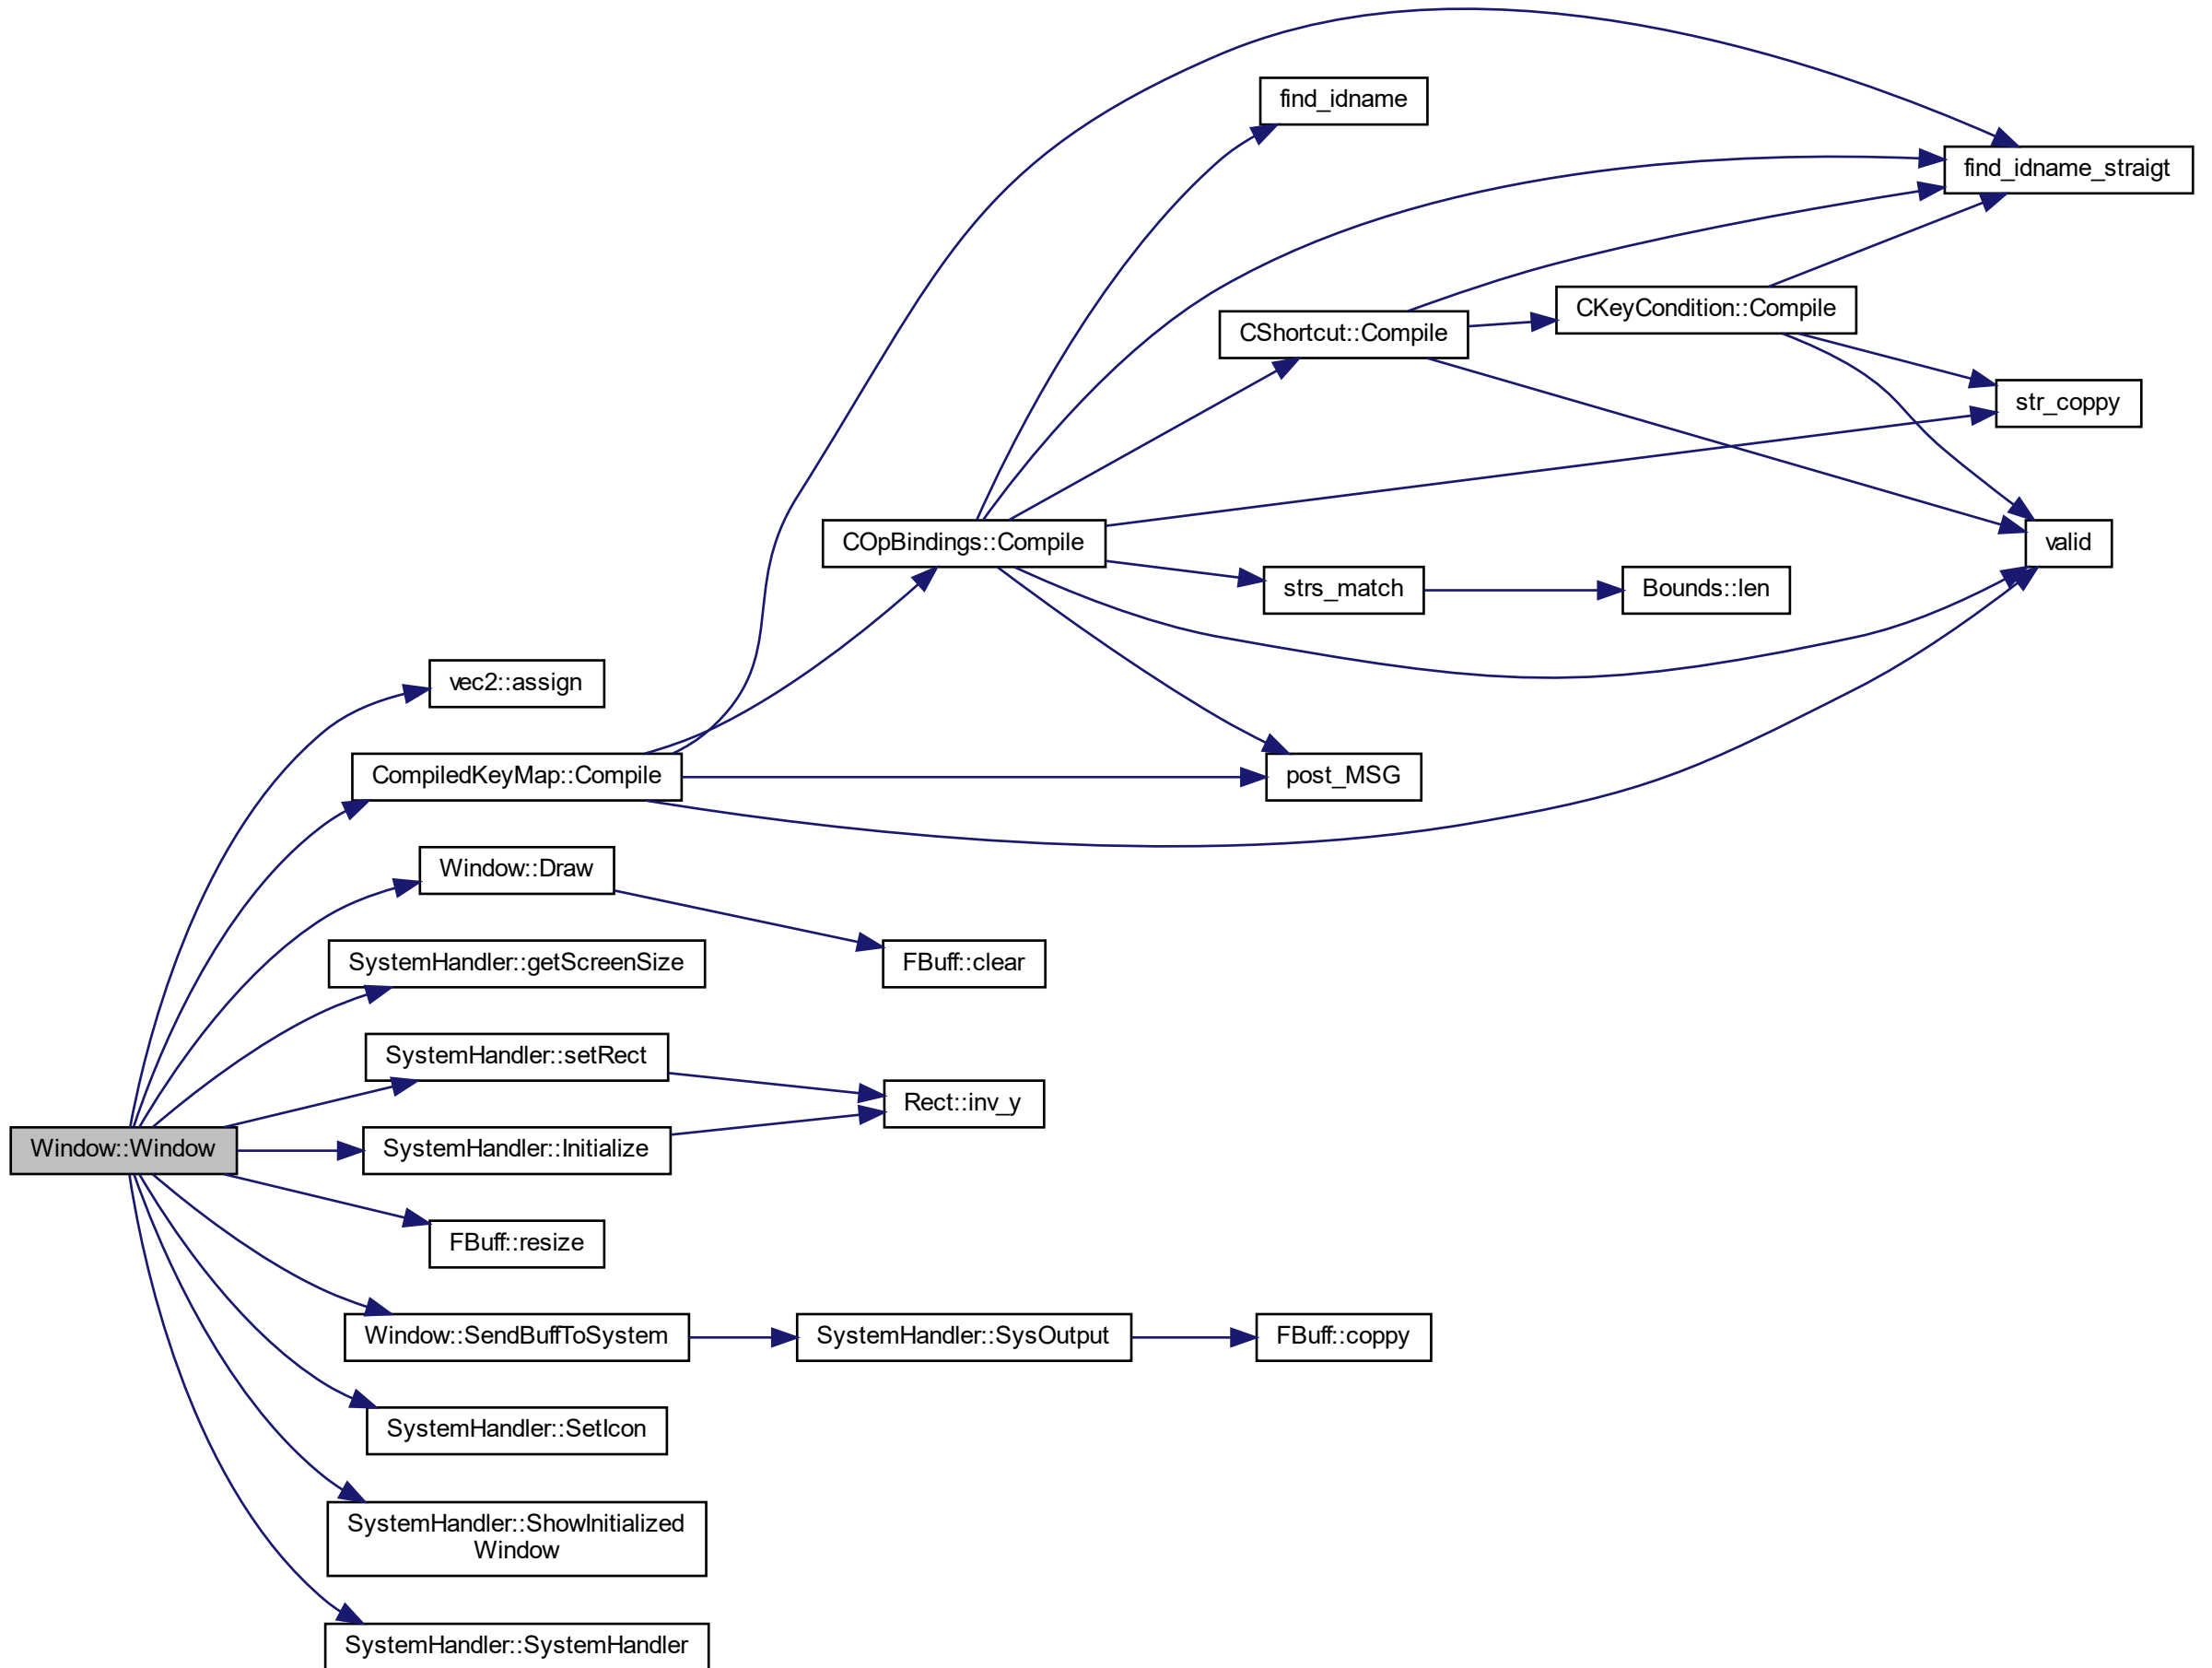 find_idname
find_idname_straigt
CKeyCondition::Compile
CShortcut::Compile
str_coppy
COpBindings::Compile
valid
strs_match
Bounds::len
vec2::assign
CompiledKeyMap::Compile
post_MSG
Window::Draw
SystemHandler::getScreenSize
FBuff::clear
SystemHandler::setRect
Rect::inv_y
Window::Window
SystemHandler::Initialize
FBuff::resize
Window::SendBuffToSystem
SystemHandler::SysOutput
FBuff::coppy
SystemHandler::SetIcon
SystemHandler::ShowInitialized
Window
SystemHandler::SystemHandler